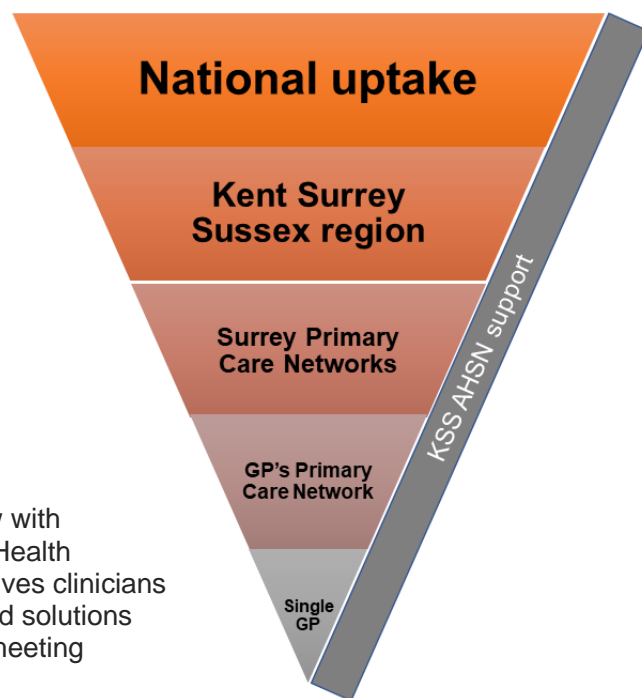 National uptake
Kent Surrey
Sussex region
Surrey Primary
Care Networks
GP's Primary
Care Network
Single
GP
KSS AHSN support
with
Health
ves clinicians
d solutions
neeting